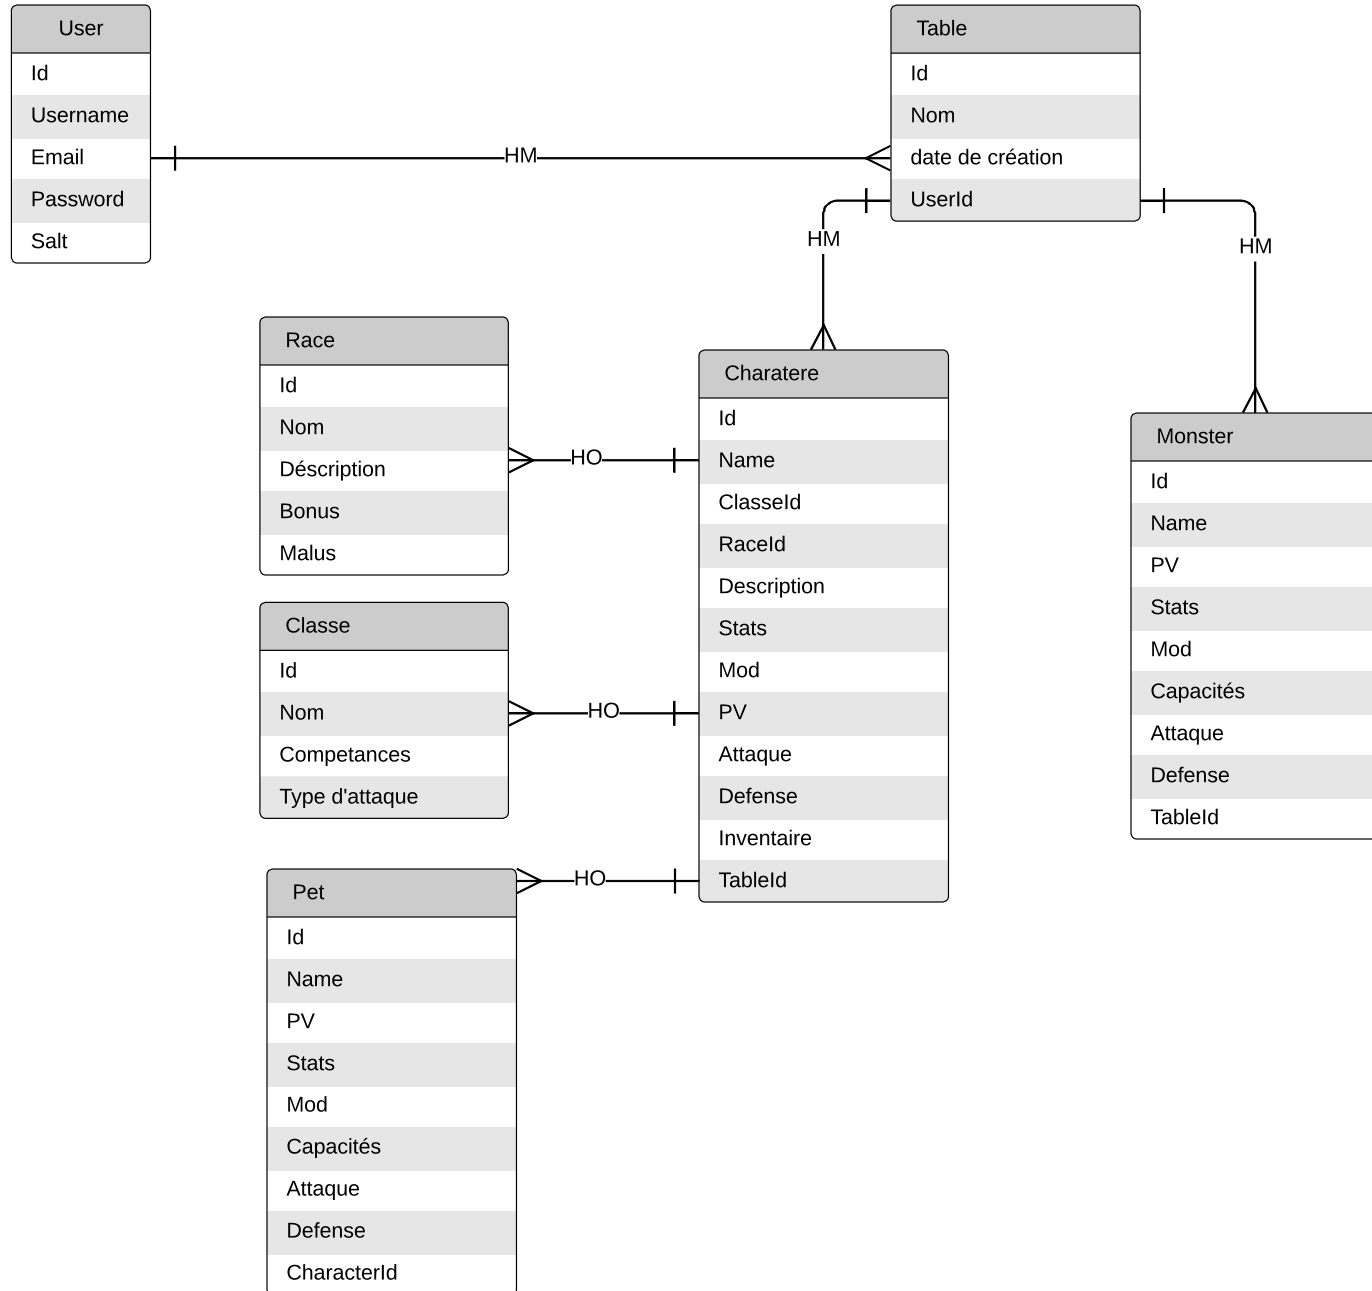 User
Id
Username
Email
Password
Salt
HM
Table
Id
Nom
date de création
UserId
HM
HM
Race
Id
Nom
Déscription
Bonus
Malus
HO
Charatere
Id
Name
ClasseId
RaceId
Description
Stats
Mod
PV
Attaque
Defense
Inventaire
TableId
Monster
Id
Name
PV
Stats
Mod
Capacités
Attaque
Defense
TableId
Classe
Id
Nom
Competances
Type d'attaque
HO
Pet
Id
Name
PV
Stats
Mod
Capacités
Attaque
Defense
CharacterId
HO